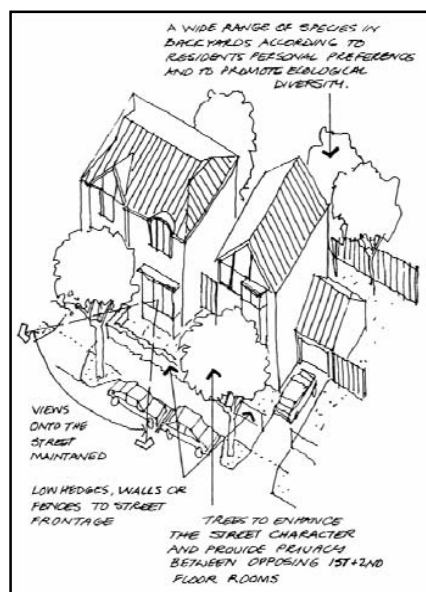 A WIDE RANGE OF SPECIES IN
BACKYARDS ACCORDING TO
RESIDENTS PERSONAL PREFERENCE
AND TO PROMOTE ECOLOGICAL
DIVERSITY.
VIEWS
ONTO THE
STREET
MAINTAINED
LOW HEDGES, WALLS OR
FENCES TO STREET
FRONTAGE
TREES TO ENHANCE
THE STREET CHARACTER
AND PROVIDE PRIVACY
BETWEEN OPPOSING 1ST+2ND
FLOOR ROOMS